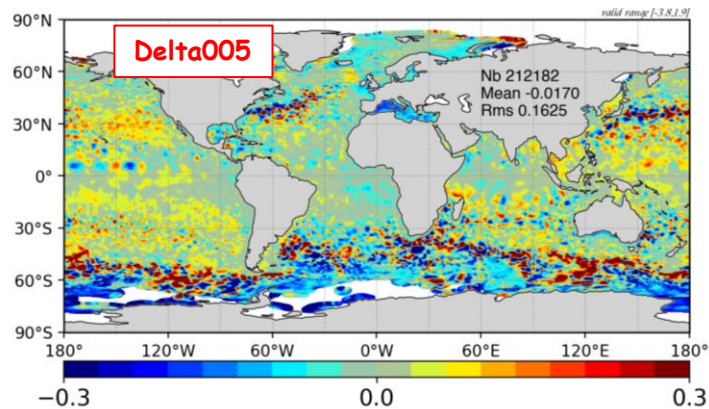 valid range [-3.8,1.9]
Delta005
90°N
60°N
30°N
0°
30°S
60°S
90°S
Nb 212182
Mean -0.0170
Rms 0.1625
180° 120°W 60°W 0°W 60°E 120°E 180°
−0.3 0.0 0.3